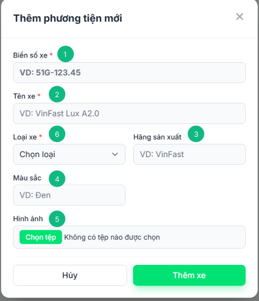 Thêm phương tiện mới ×
Biển số xe * 1
VD: 51G-123.45
Tên xe * 2
VD: VinFast Lux A2.0
Loại xe * 6 Hãng sản xuất 3
Chọn loại VD: VinFast
Màu sắc 4
VD: Đen
Hình ảnh 5
Chọn tệp Không có tệp nào được chọn
Hủy Thêm xe